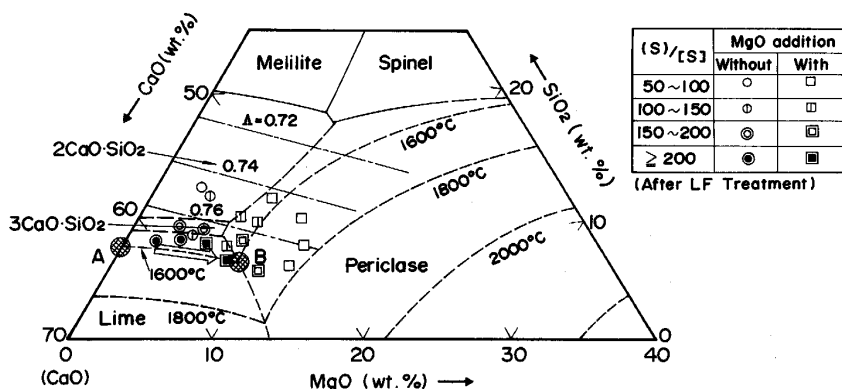 CaO (wt.%)
Melilite
Spinel
SiO₂ (wt.%)
50
20
Λ=0.72
1600°C
2CaO·SiO₂
0.74
1800°C
60
0.76
10
3CaO·SiO₂
2000°C
A
B
Periclase
1600°C
Lime
1800°C
70
0
0
10
20
30
40
(CaO)
MgO (wt.%)
(S)/[S]
MgO addition
Without
With
50~100
100~150
150~200
≧ 200
(After LF Treatment)